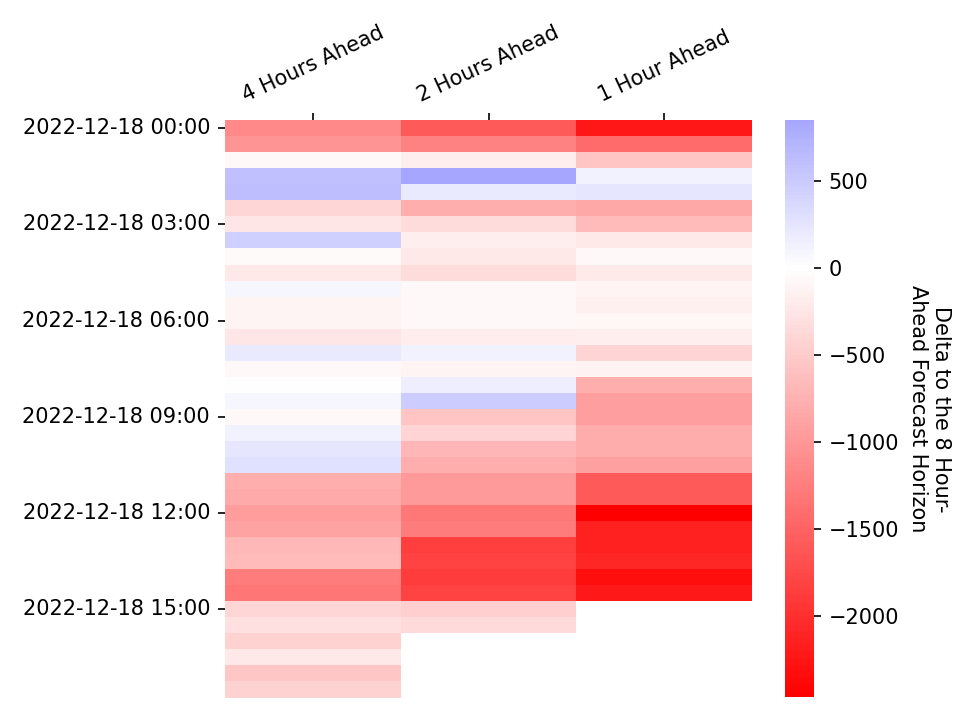 4 Hours Ahead
2 Hours Ahead
1 Hour Ahead
2022-12-18 00:00
2022-12-18 03:00
2022-12-18 06:00
2022-12-18 09:00
2022-12-18 12:00
2022-12-18 15:00
500
0
−500
−1000
−1500
−2000
Delta to the 8 Hour-
Ahead Forecast Horizon